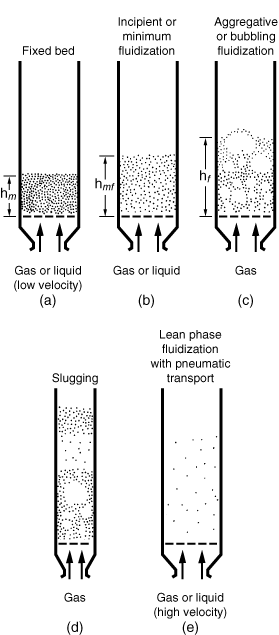 Fixed bed
h_m
Gas or liquid
(low velocity)
(a)
Incipient or
minimum
fluidization
h_mf
Gas or liquid
(b)
Aggregative
or bubbling
fluidization
h_f
Gas
(c)
Slugging
Gas
(d)
Lean phase
fluidization
with pneumatic
transport
Gas or liquid
(high velocity)
(e)